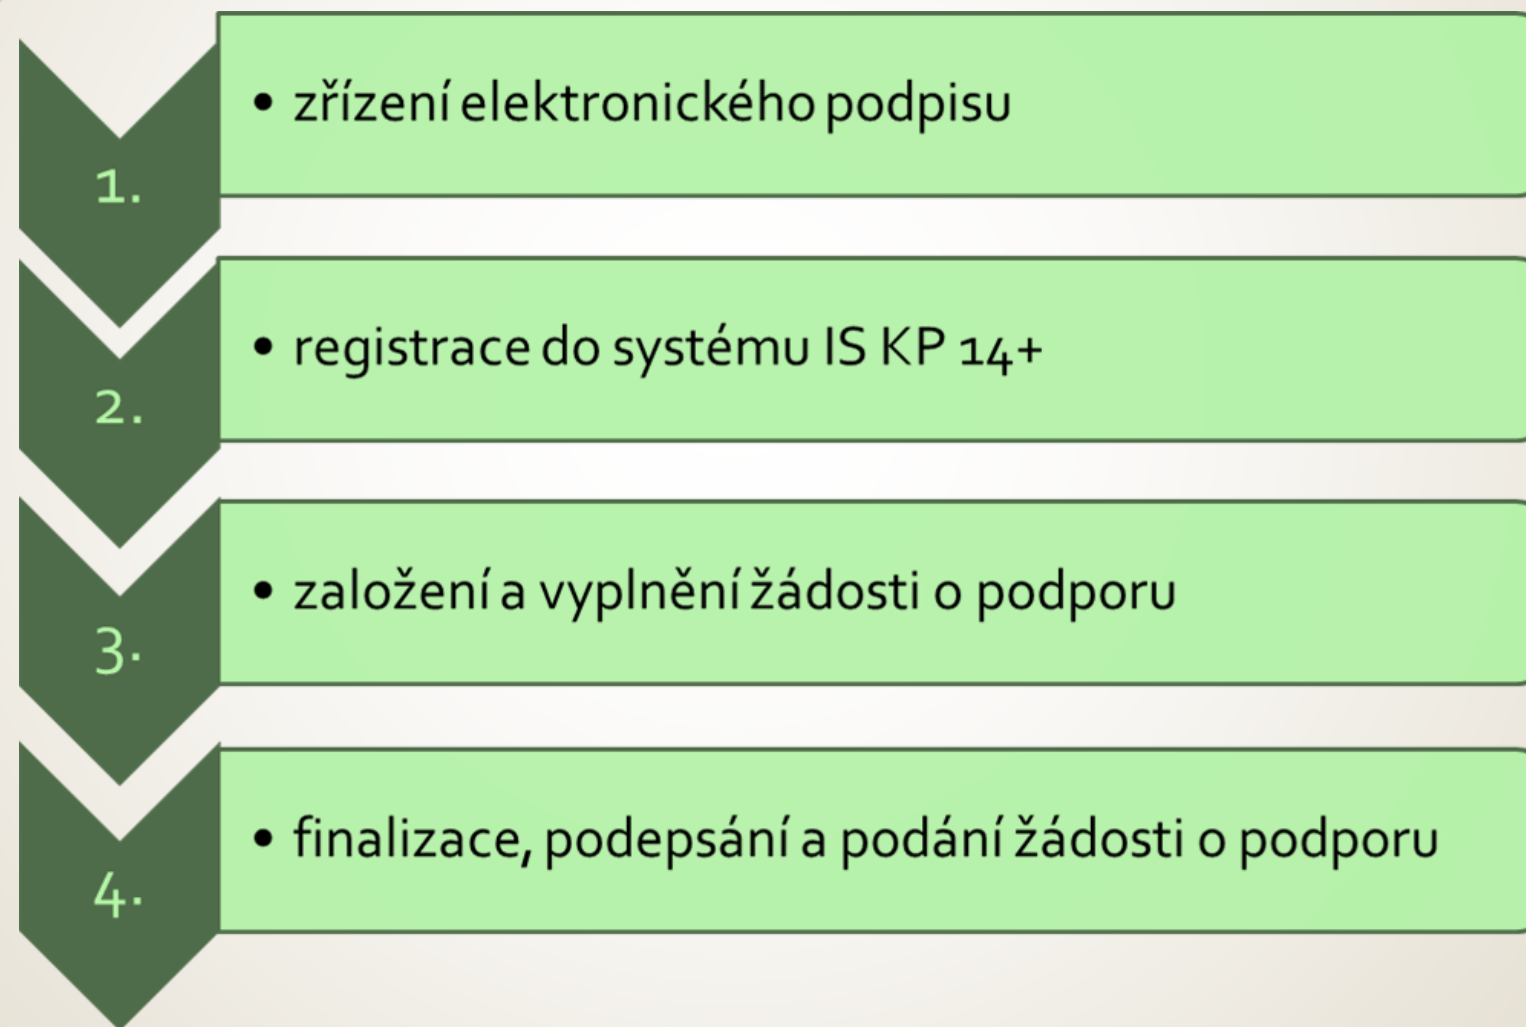 1.
• zřízení elektronického podpisu
2.
• registrace do systému IS KP 14+
3.
• založení a vyplnění žádosti o podporu
4.
• finalizace, podepsání a podání žádosti o podporu